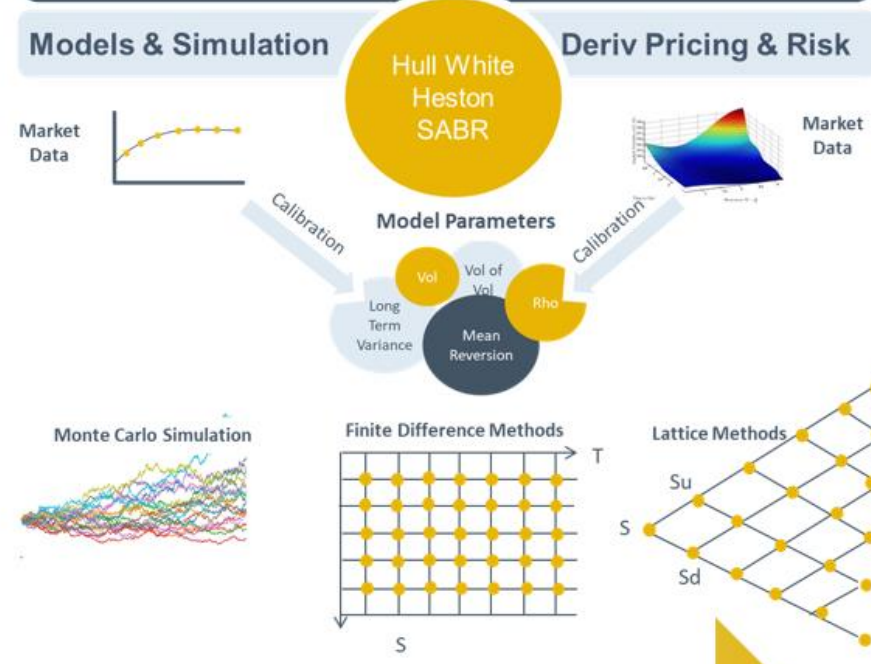 Models & Simulation
Hull White
Heston
SABR
Deriv Pricing & Risk
Market
Data
Market
Data
Calibration
Calibration
Model Parameters
Vol
Vol of
Vol
Rho
Long
Term
Variance
Mean
Reversion
Monte Carlo Simulation
Finite Difference Methods
Lattice Methods
T
S
Su
S
Sd